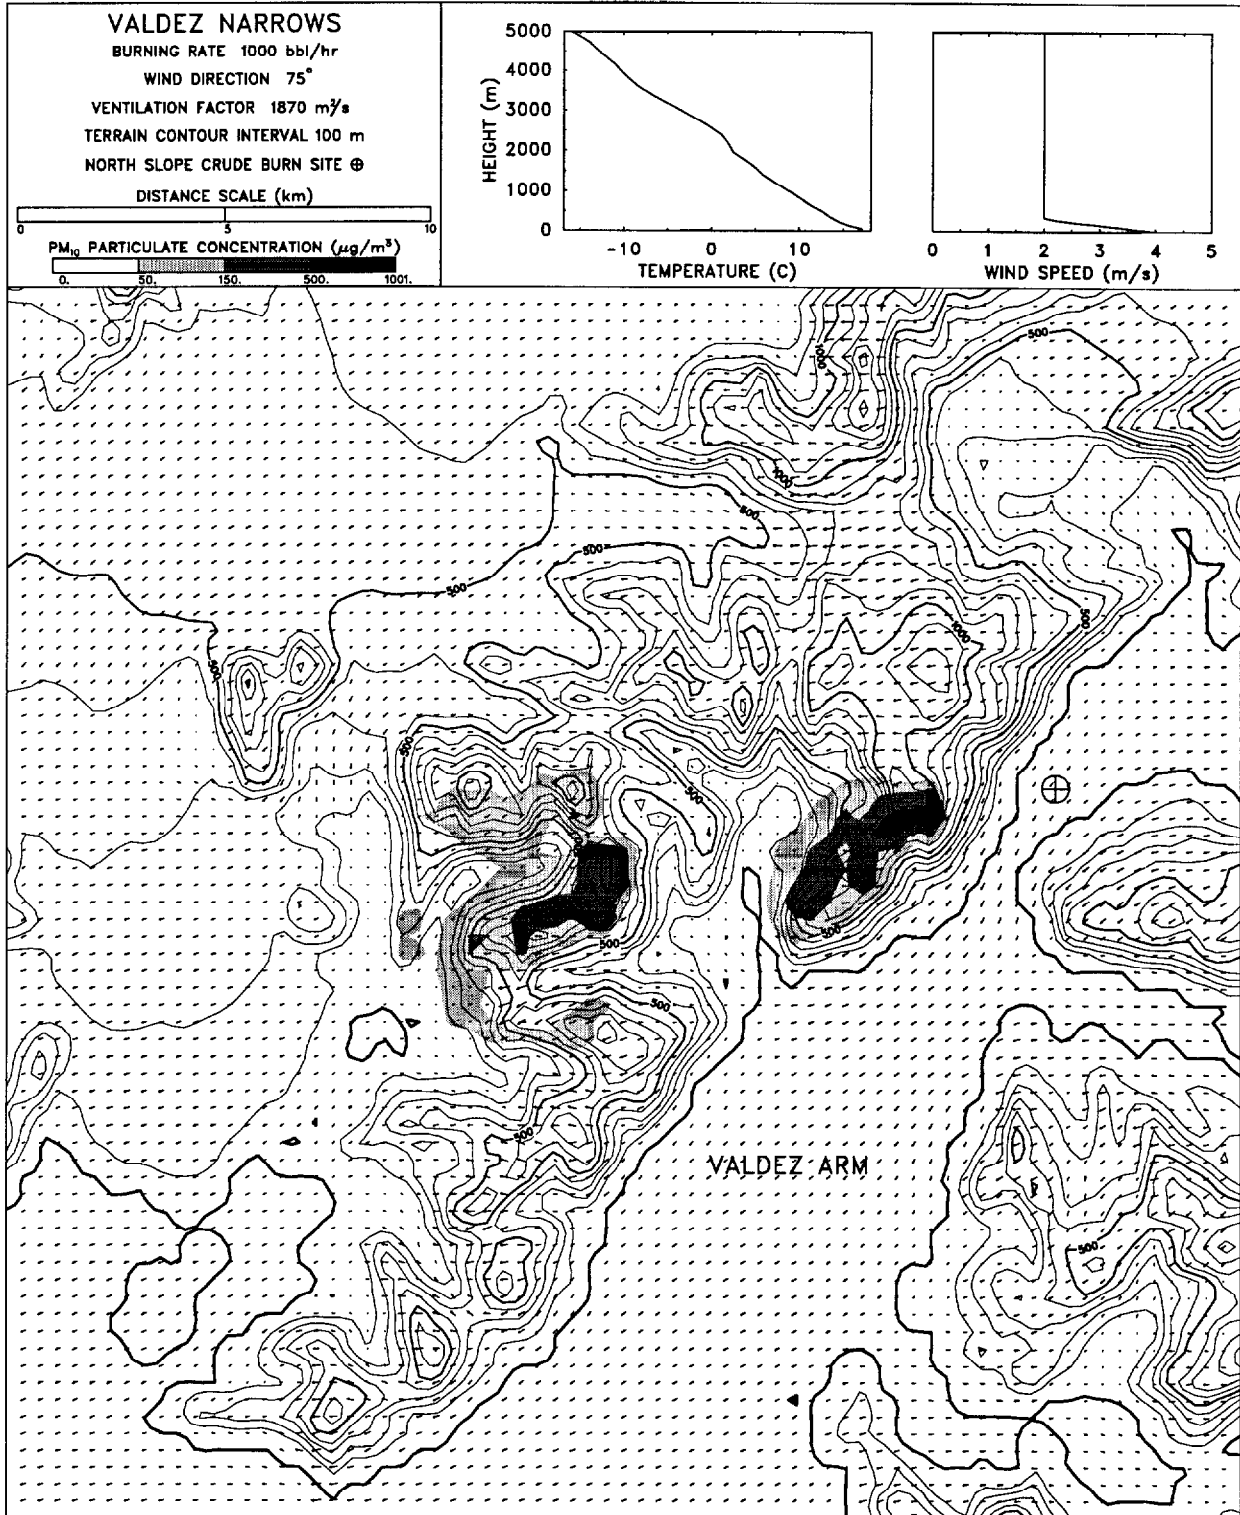 VALDEZ NARROWS
BURNING RATE 1000 bbl/hr
WIND DIRECTION 75°
VENTILATION FACTOR 1870 m²/s
TERRAIN CONTOUR INTERVAL 100 m
NORTH SLOPE CRUDE BURN SITE ⊕
DISTANCE SCALE (km)
0 5 10
PM₁₀ PARTICULATE CONCENTRATION (μg/m³)
0. 50. 150. 500. 1001.
5000
4000
3000
2000
1000
0
HEIGHT (m)
-10 0 10
TEMPERATURE (C)
0 1 2 3 4 5
WIND SPEED (m/s)
500
1000
1000
500
500
500
500
1000
500
500
500
500
500
500
500
500
VALDEZ ARM
500